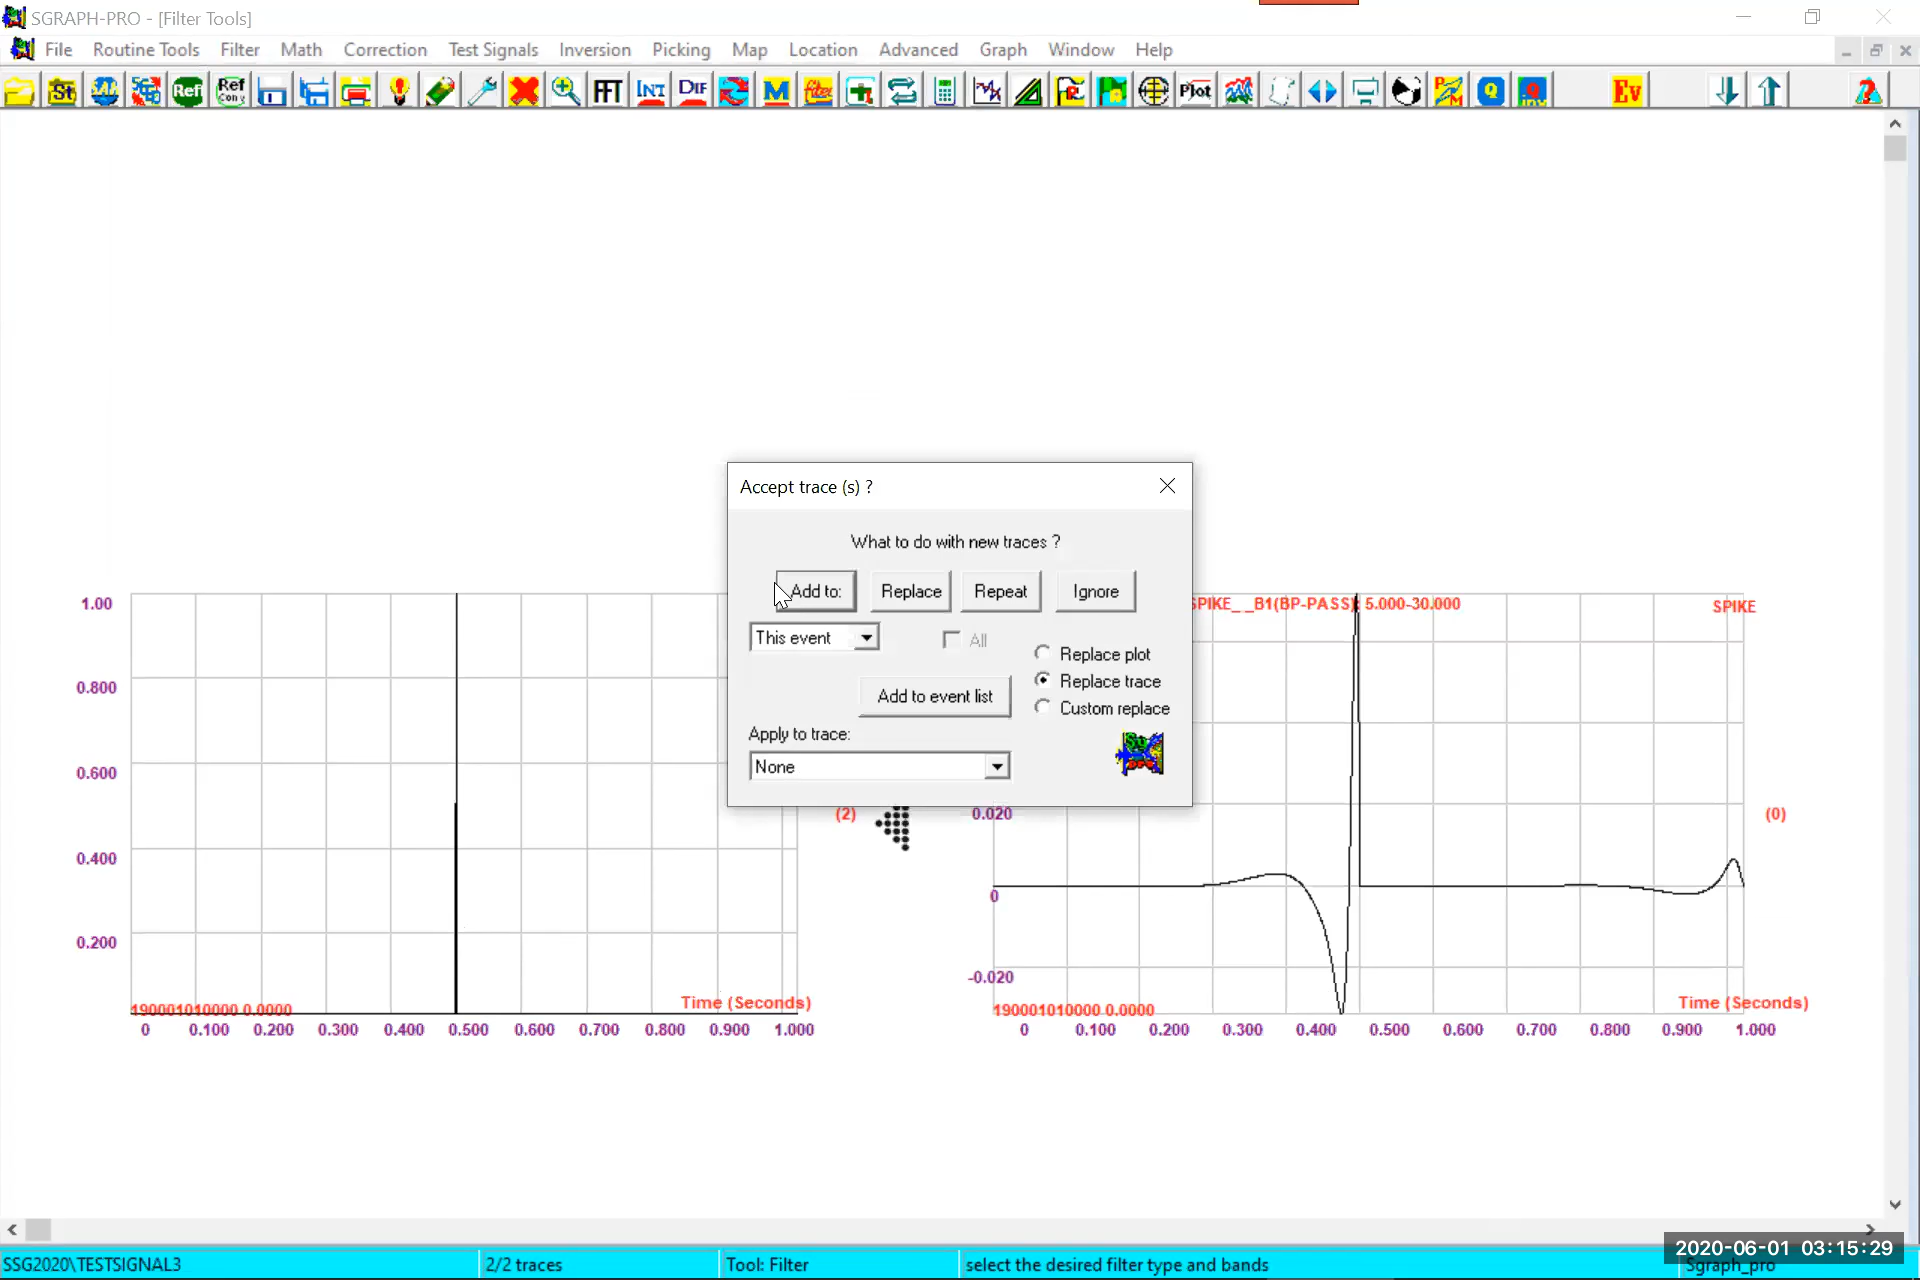 SGRAPH-PRO - [Filter Tools]
File Routine Tools Filter Math Correction Test Signals Inversion Picking Map Location Advanced Graph Window Help
St Ref Ref Conv FFT INT DIF M filter Plot Q Q inv Ev ?
Accept trace (s) ?
What to do with new traces ?
Add to: Replace Repeat Ignore
This event All
Replace plot
Replace trace
Add to event list
Custom replace
Apply to trace:
None
1.00
0.800
0.600
0.400
0.200
190001010000 0.0000
Time (Seconds)
0 0.100 0.200 0.300 0.400 0.500 0.600 0.700 0.800 0.900 1.000
(2)
SPIKE_ _B1(BP-PASS): 5.000-30.000
SPIKE
0.020
(0)
0
-0.020
190001010000 0.0000
Time (Seconds)
0 0.100 0.200 0.300 0.400 0.500 0.600 0.700 0.800 0.900 1.000
2020-06-01 03:15:29
SSG2020\TESTSIGNAL3 2/2 traces Tool: Filter select the desired filter type and bands Sgraph_pro